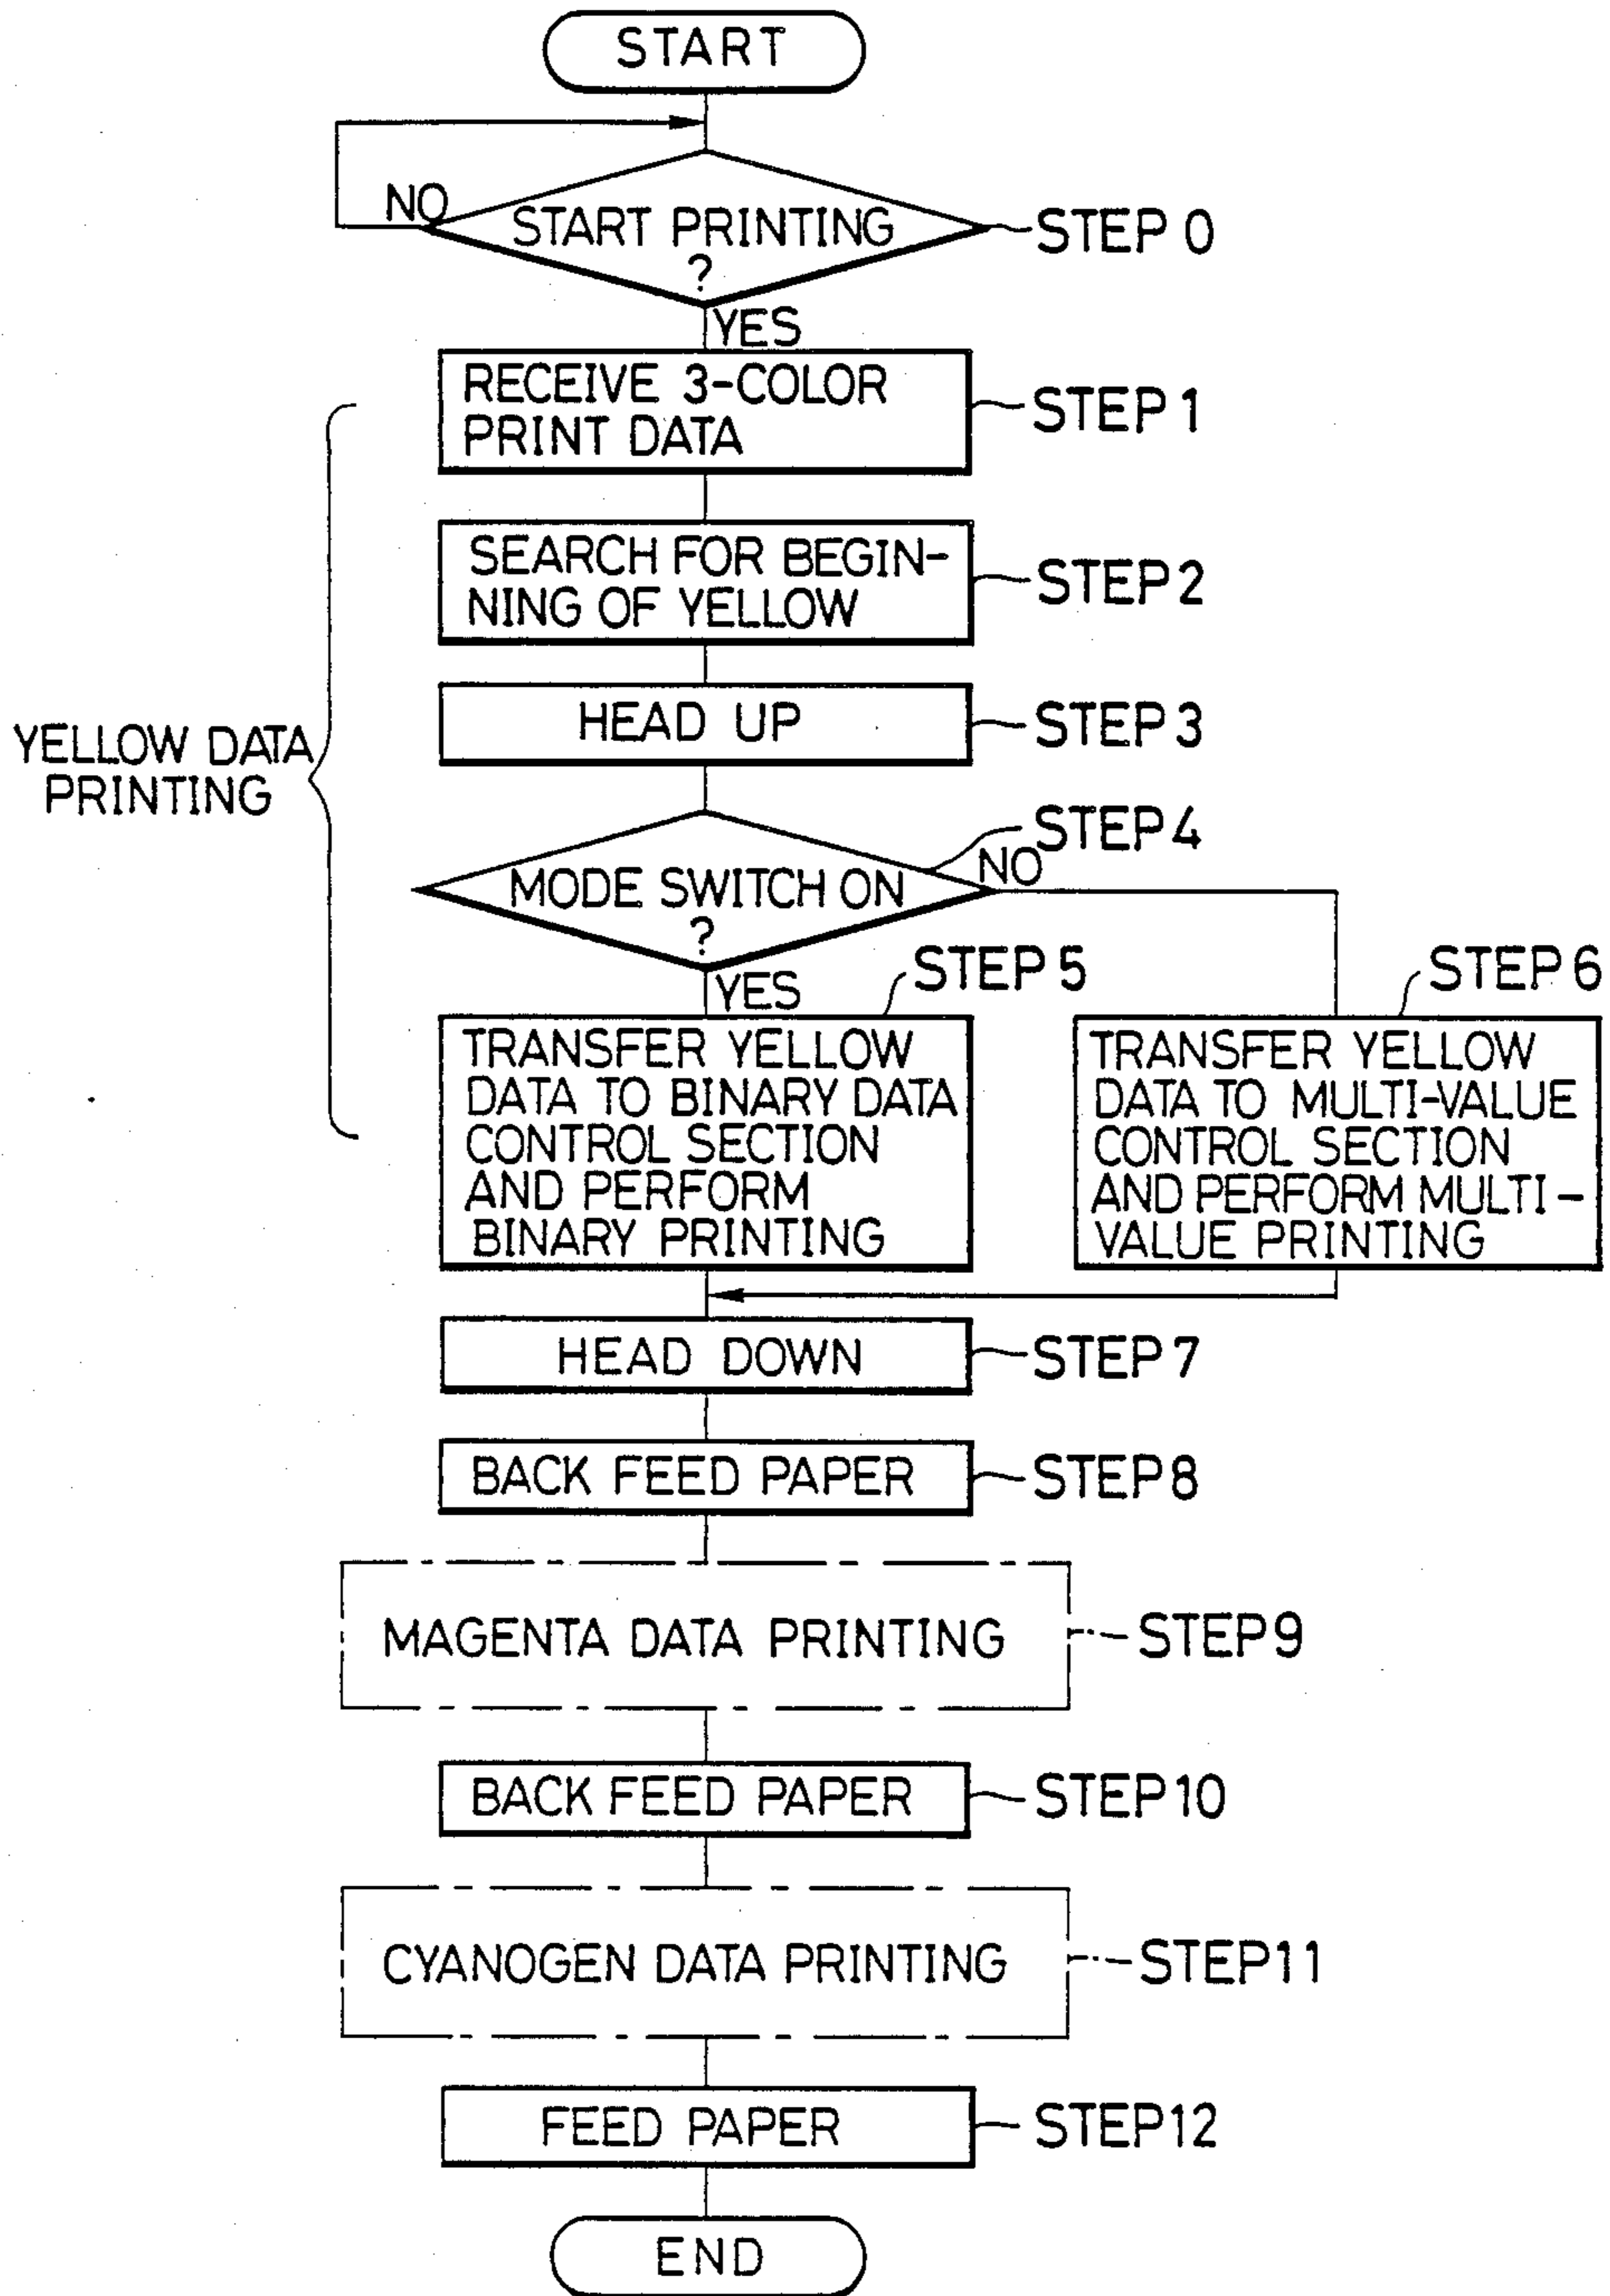 START
NO
START PRINTING
?
STEP 0
YES
RECEIVE 3-COLOR
PRINT DATA
STEP 1
SEARCH FOR BEGIN-
NING OF YELLOW
STEP 2
HEAD UP
STEP 3
YELLOW DATA
PRINTING
STEP 4
MODE SWITCH ON
?
NO
YES
STEP 5
STEP 6
TRANSFER YELLOW
DATA TO BINARY DATA
CONTROL SECTION
AND PERFORM
BINARY PRINTING
TRANSFER YELLOW
DATA TO MULTI-VALUE
CONTROL SECTION
AND PERFORM MULTI-
VALUE PRINTING
HEAD DOWN
STEP 7
BACK FEED PAPER
STEP 8
MAGENTA DATA PRINTING
STEP 9
BACK FEED PAPER
STEP 10
CYANOGEN DATA PRINTING
STEP 11
FEED PAPER
STEP 12
END